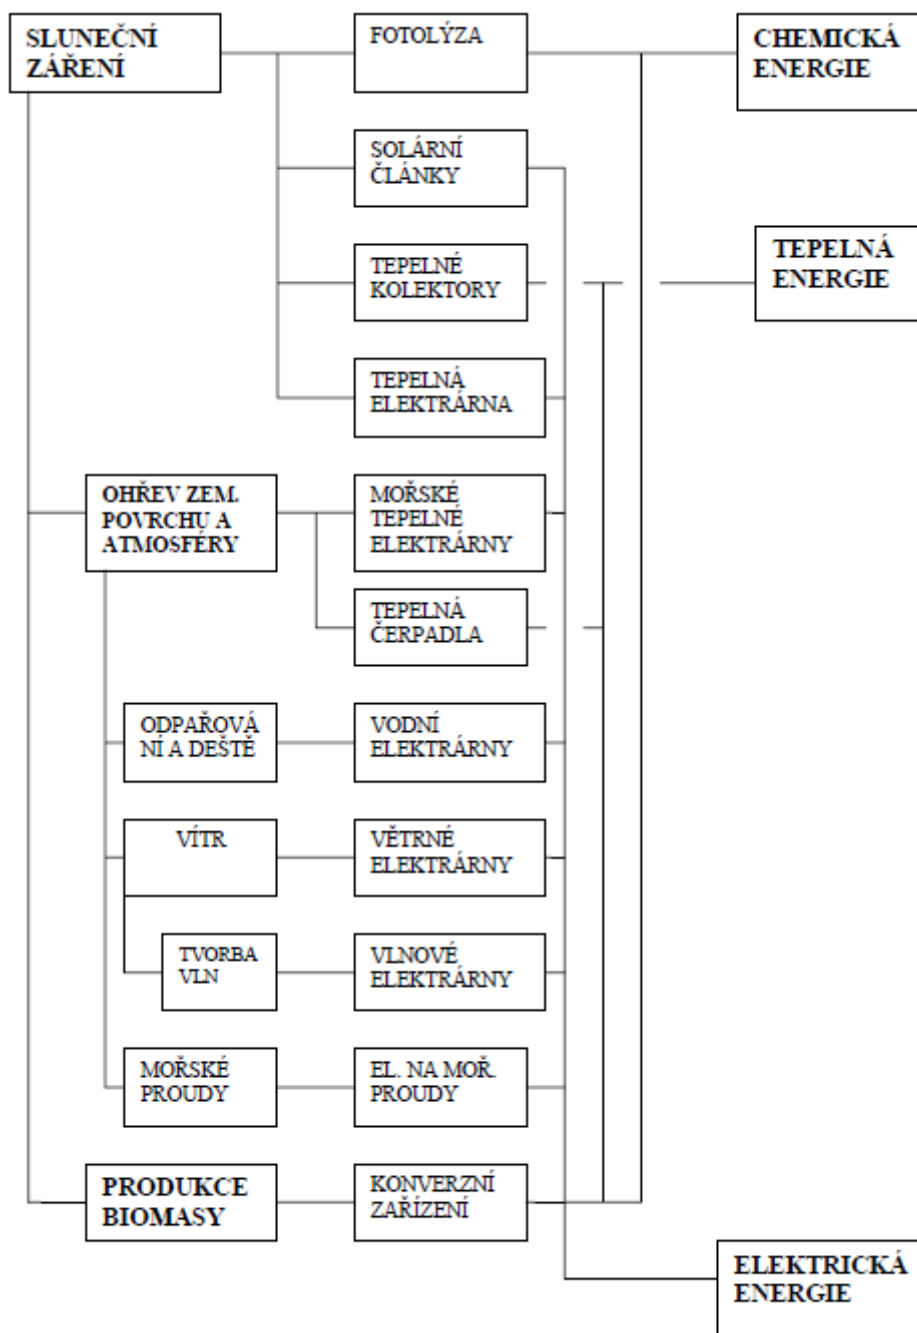 SLUNEČNÍ
ZÁŘENÍ
FOTOLÝZA
CHEMICKÁ
ENERGIE
SOLÁRNÍ
ČLÁNKY
TEPELNÉ
KOLEKTORY
TEPELNÁ
ENERGIE
TEPELNÁ
ELEKTRÁRNA
OHŘEV ZEM.
POVRCHU A
ATMOSFÉRY
MOŘSKÉ
TEPELNÉ
ELEKTRÁRNY
TEPELNÁ
ČERPADLA
ODPAŘOVÁ
NÍ A DEŠTĚ
VODNÍ
ELEKTRÁRNY
VÍTR
VĚTRNÉ
ELEKTRÁRNY
TVORBA
VLN
VLNOVÉ
ELEKTRÁRNY
MOŘSKÉ
PROUDY
EL. NA MOŘ.
PROUDY
PRODUKCE
BIOMASY
KONVERZNÍ
ZAŘÍZENÍ
ELEKTRICKÁ
ENERGIE